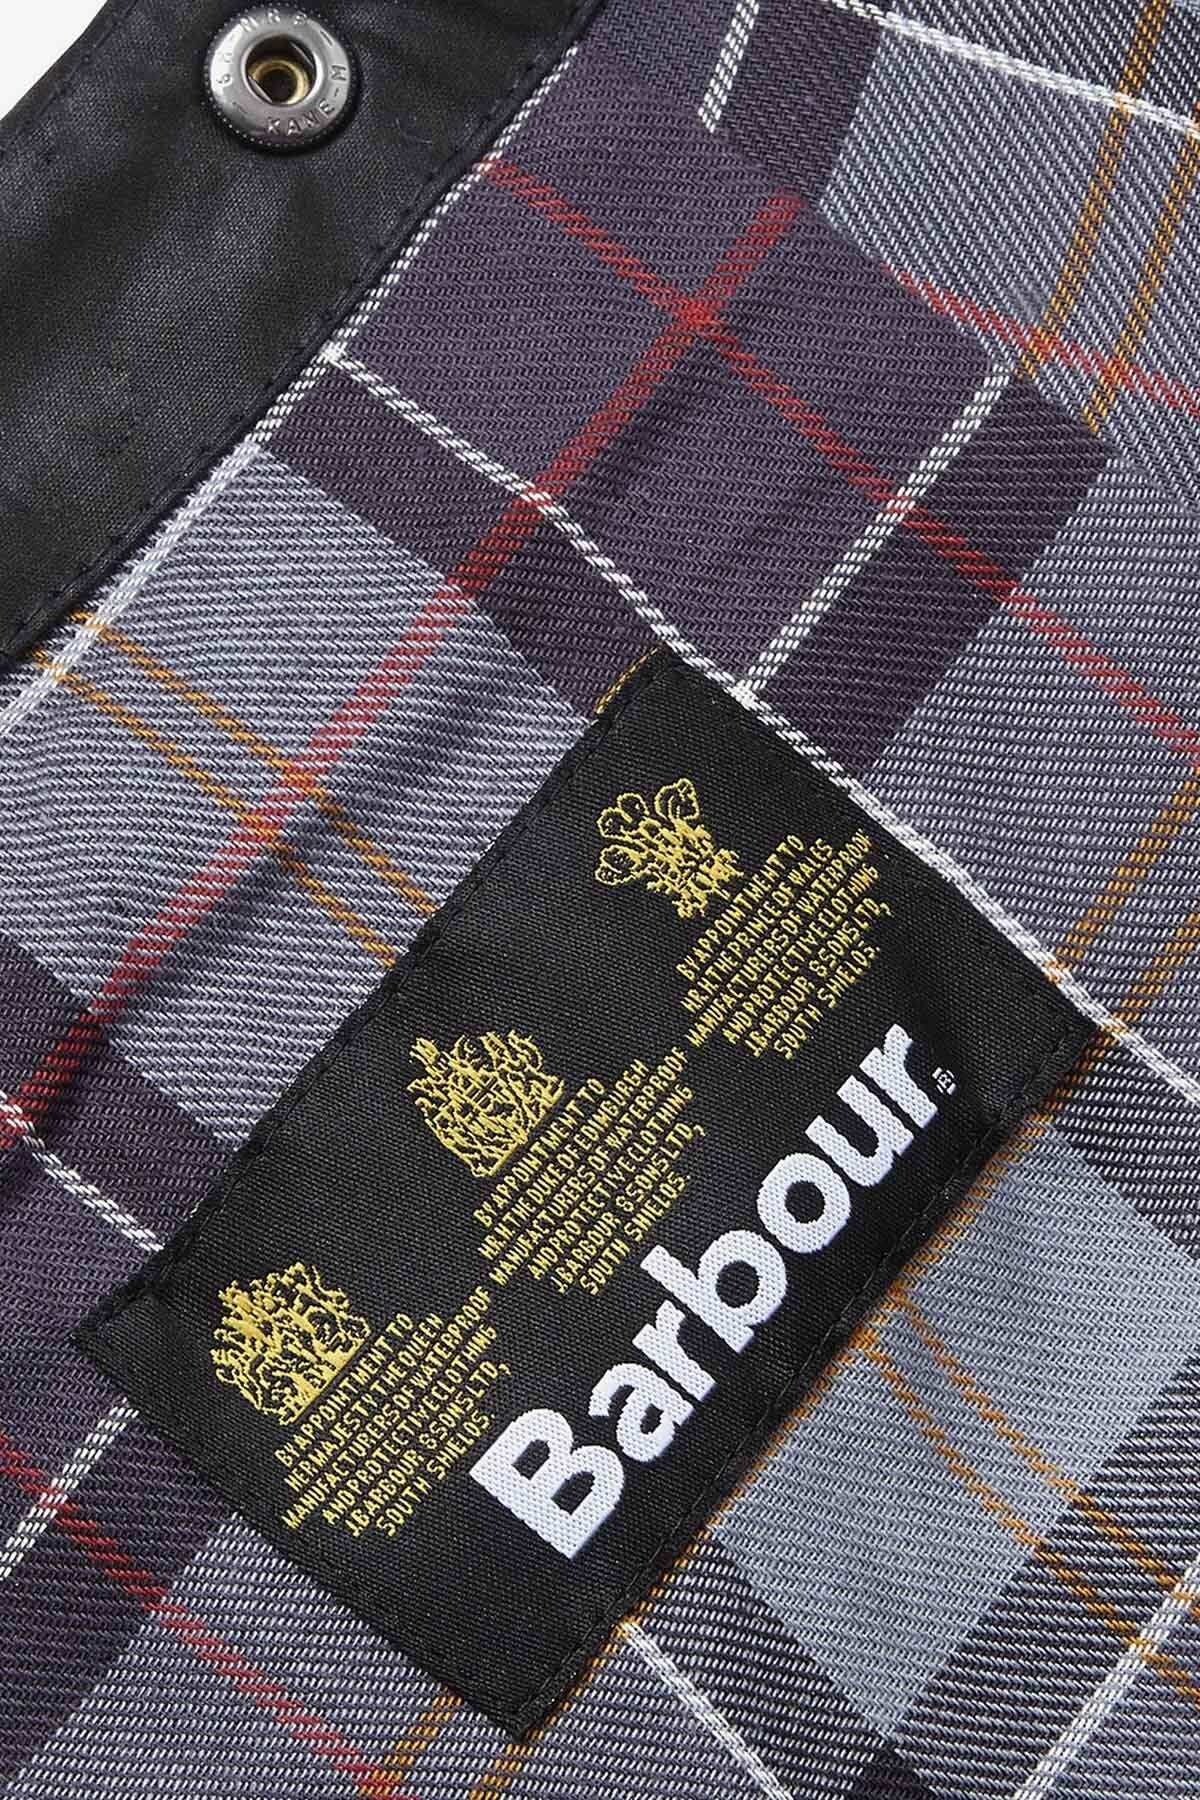 BY APPOINTMENT TO
HER MAJESTY THE QUEEN
MANUFACTURERS OF WATERPROOF
AND PROTECTIVE CLOTHING
J.BARBOUR & SONS LTD,
SOUTH SHIELDS.
BY APPOINTMENT TO
H.R.H. THE DUKE OF EDINBURGH
MANUFACTURERS OF WATERPROOF
AND PROTECTIVE CLOTHING
J.BARBOUR & SONS LTD,
SOUTH SHIELDS.
BY APPOINTMENT TO
H.R.H. THE PRINCE OF WALES
MANUFACTURERS OF WATERPROOF
AND PROTECTIVE CLOTHING
J.BARBOUR & SONS LTD,
SOUTH SHIELDS.
Barbour®
KANE-M